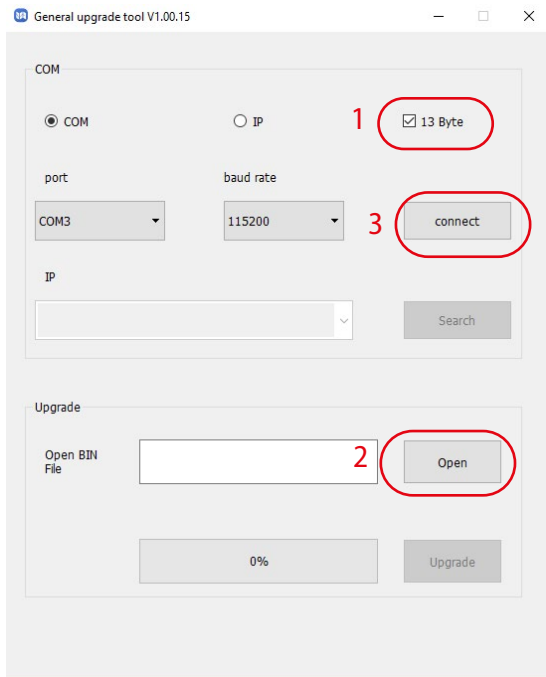 General upgrade tool V1.00.15
COM
COM
IP
1
13 Byte
port
baud rate
COM3
115200
3
connect
IP
Search
Upgrade
Open BIN
File
2
Open
0%
Upgrade